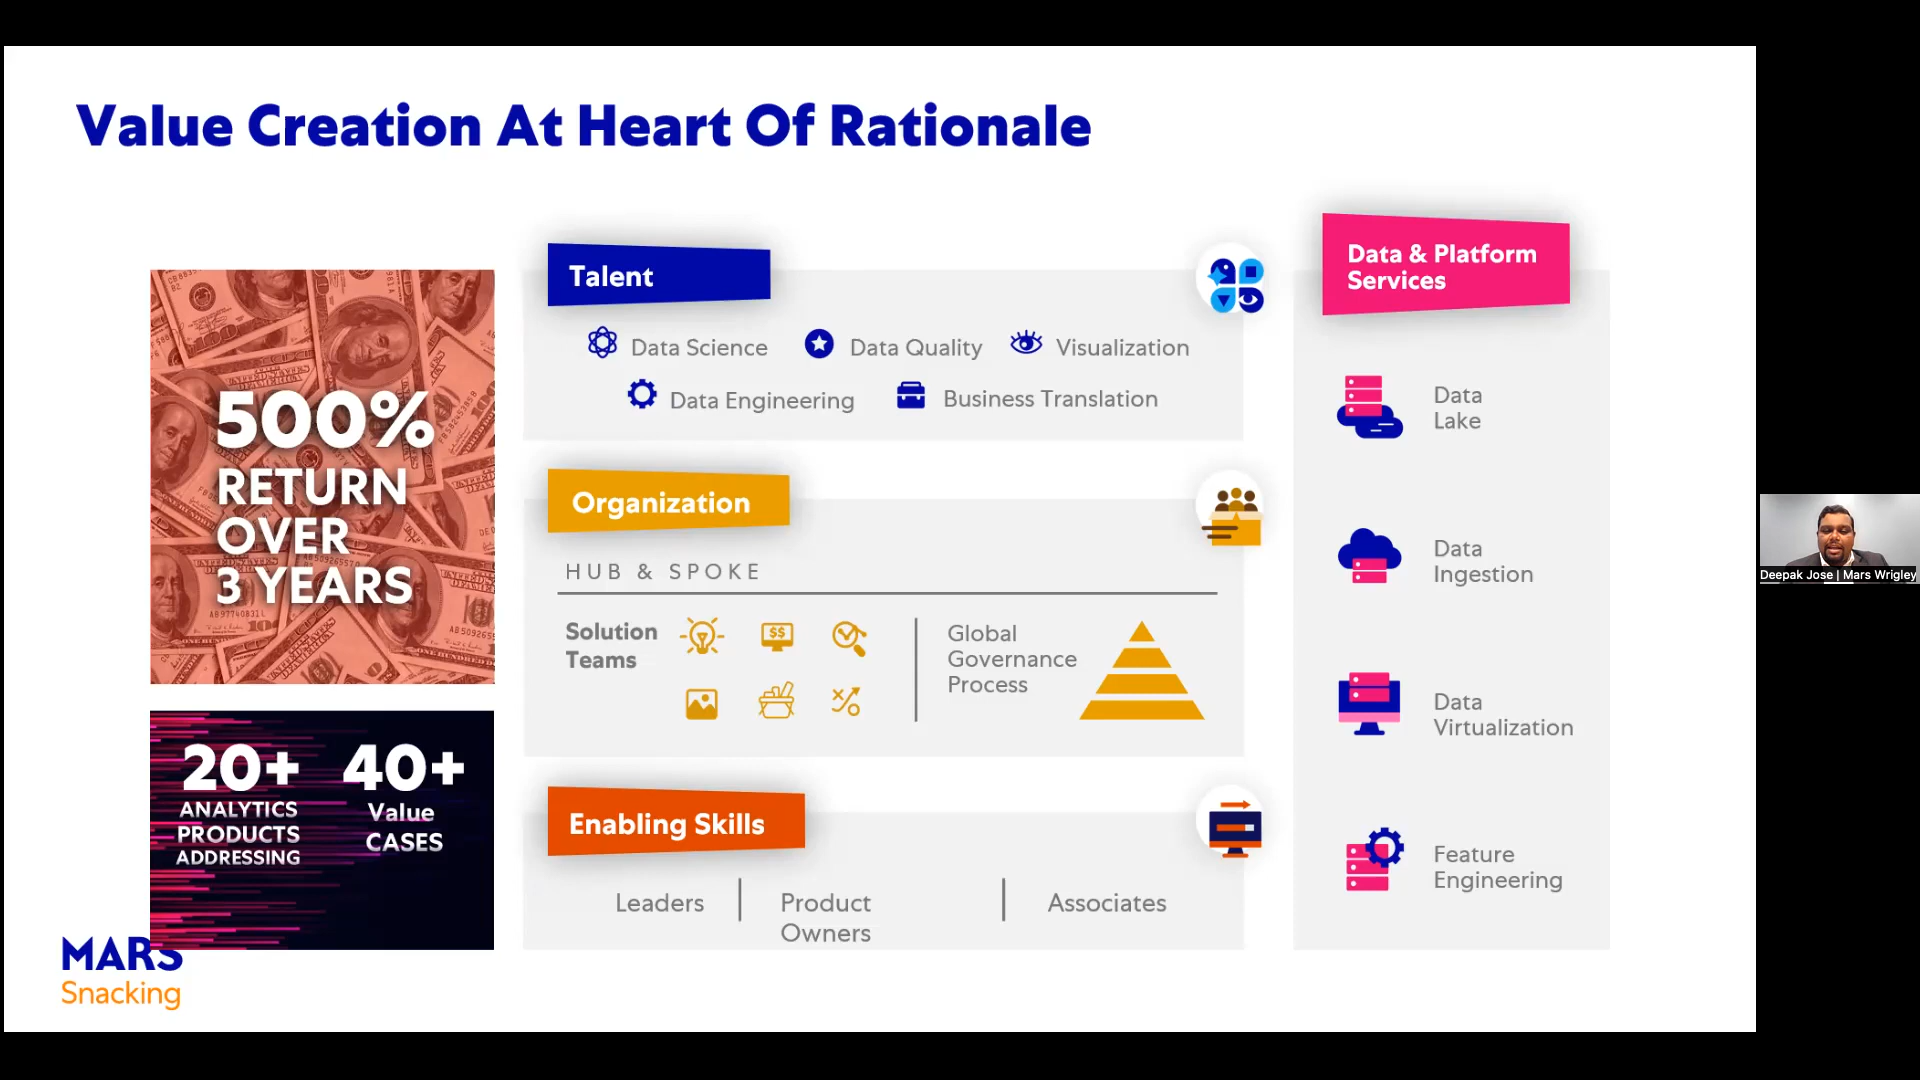 Value Creation At Heart Of Rationale
500%
RETURN
OVER
3 YEARS
20+
ANALYTICS
PRODUCTS
ADDRESSING
40+
Value
CASES
MARS
Snacking
Talent
Data Science
Data Quality
Visualization
Data Engineering
Business Translation
Organization
HUB & SPOKE
Solution
Teams
$$
Global
Governance
Process
Enabling Skills
Leaders
Product
Owners
Associates
Data & Platform
Services
Data
Lake
Data
Ingestion
Data
Virtualization
Feature
Engineering
Deepak Jose | Mars Wrigley